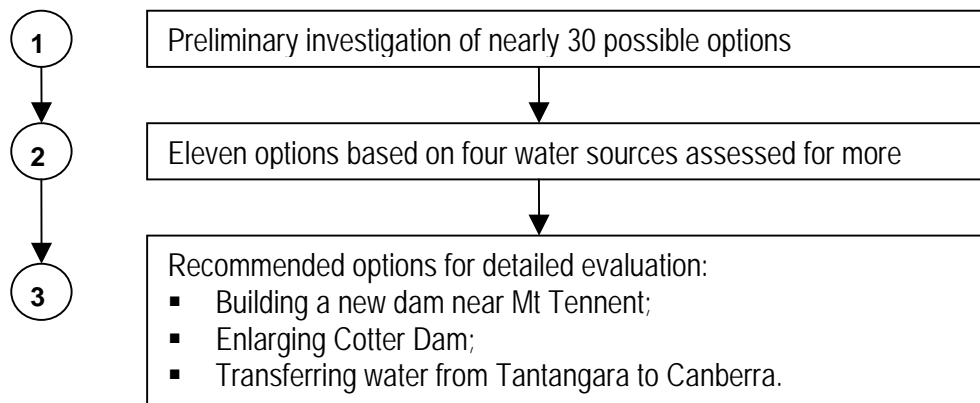 1
Preliminary investigation of nearly 30 possible options
2
Eleven options based on four water sources assessed for more
3
Recommended options for detailed evaluation:
▪ Building a new dam near Mt Tennent;
▪ Enlarging Cotter Dam;
▪ Transferring water from Tantangara to Canberra.